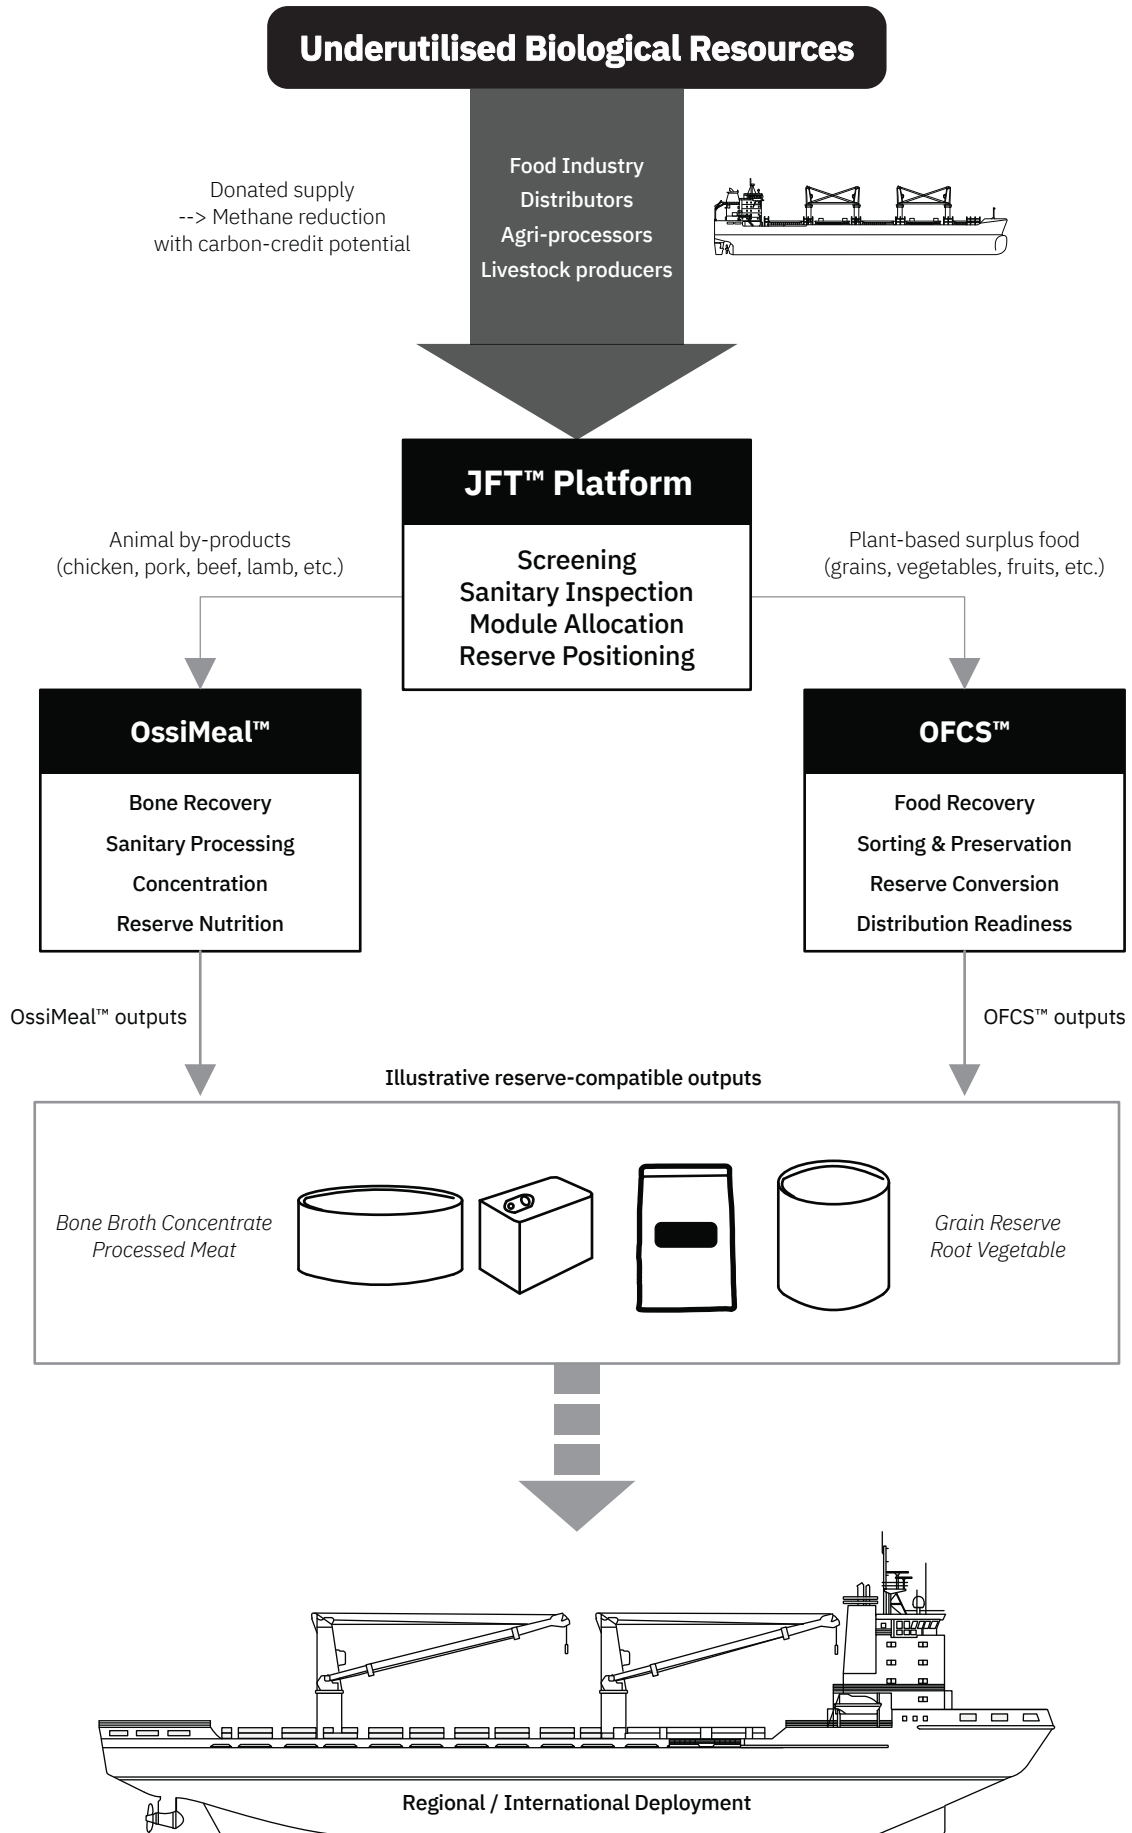 Underutilised Biological Resources
Donated supply
--> Methane reduction
with carbon-credit potential
Food Industry
Distributors
Agri-processors
Livestock producers
JFT™ Platform
Screening
Sanitary Inspection
Module Allocation
Reserve Positioning
Animal by-products
(chicken, pork, beef, lamb, etc.)
Plant-based surplus food
(grains, vegetables, fruits, etc.)
OssiMeal™
Bone Recovery
Sanitary Processing
Concentration
Reserve Nutrition
OFCS™
Food Recovery
Sorting & Preservation
Reserve Conversion
Distribution Readiness
OssiMeal™ outputs
OFCS™ outputs
Illustrative reserve-compatible outputs
Bone Broth Concentrate
Processed Meat
Grain Reserve
Root Vegetable
Regional / International Deployment